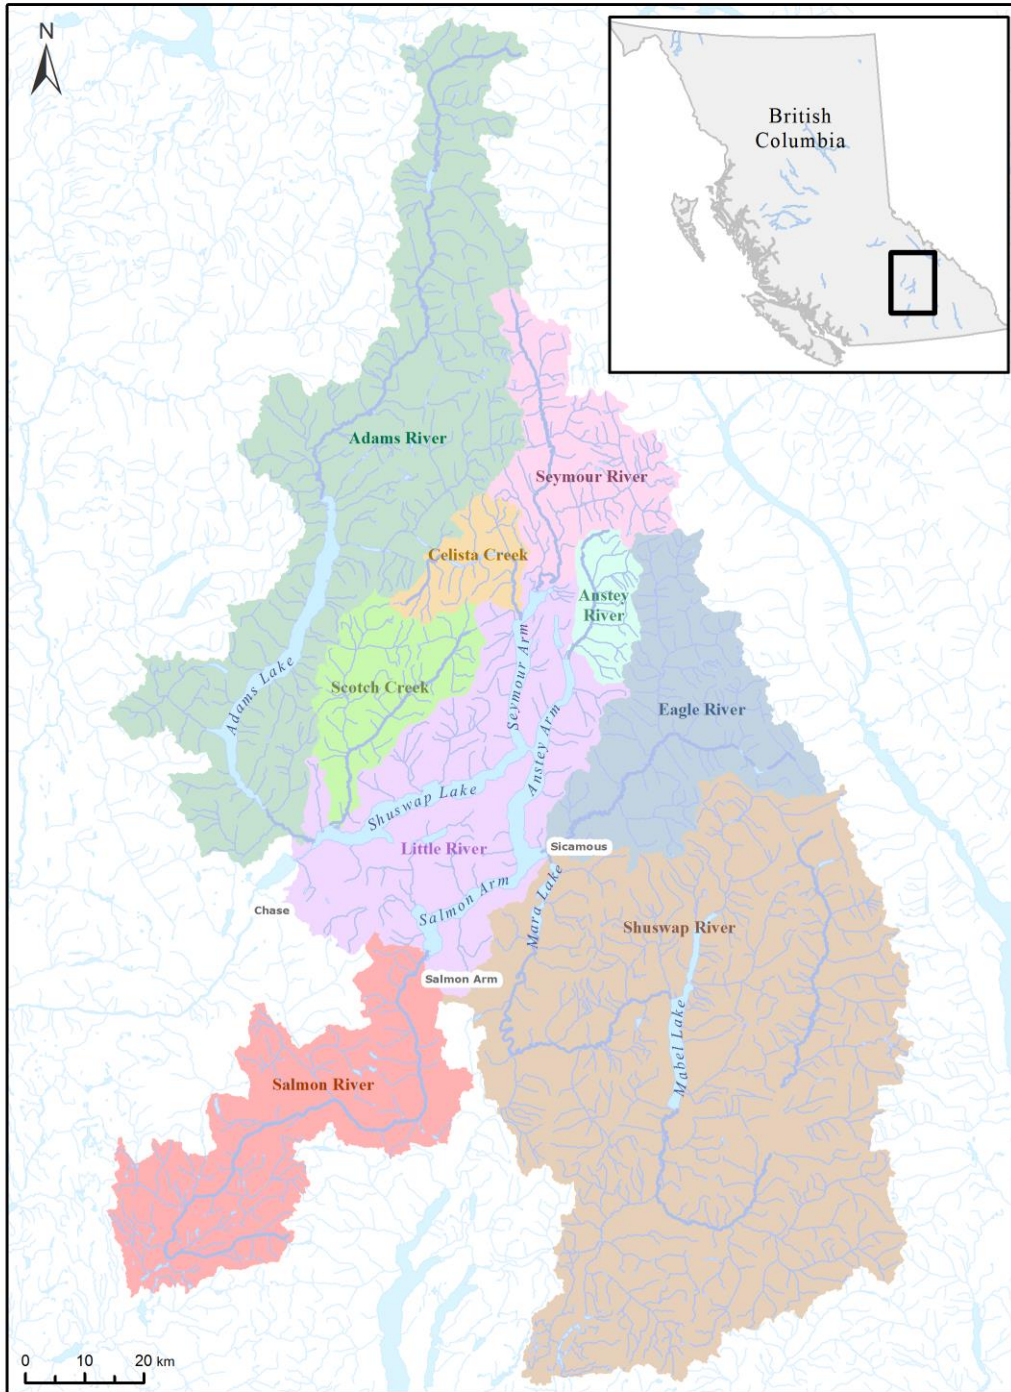 N
British
Columbia
Adams River
Seymour River
Celista Creek
Anstey
River
Scotch Creek
Adams Lake
Seymour Arm
Anstey Arm
Eagle River
Shuswap Lake
Little River
Sicamous
Salmon Arm
Mara Lake
Chase
Shuswap River
Salmon Arm
Mabel Lake
Salmon River
0 10 20 km